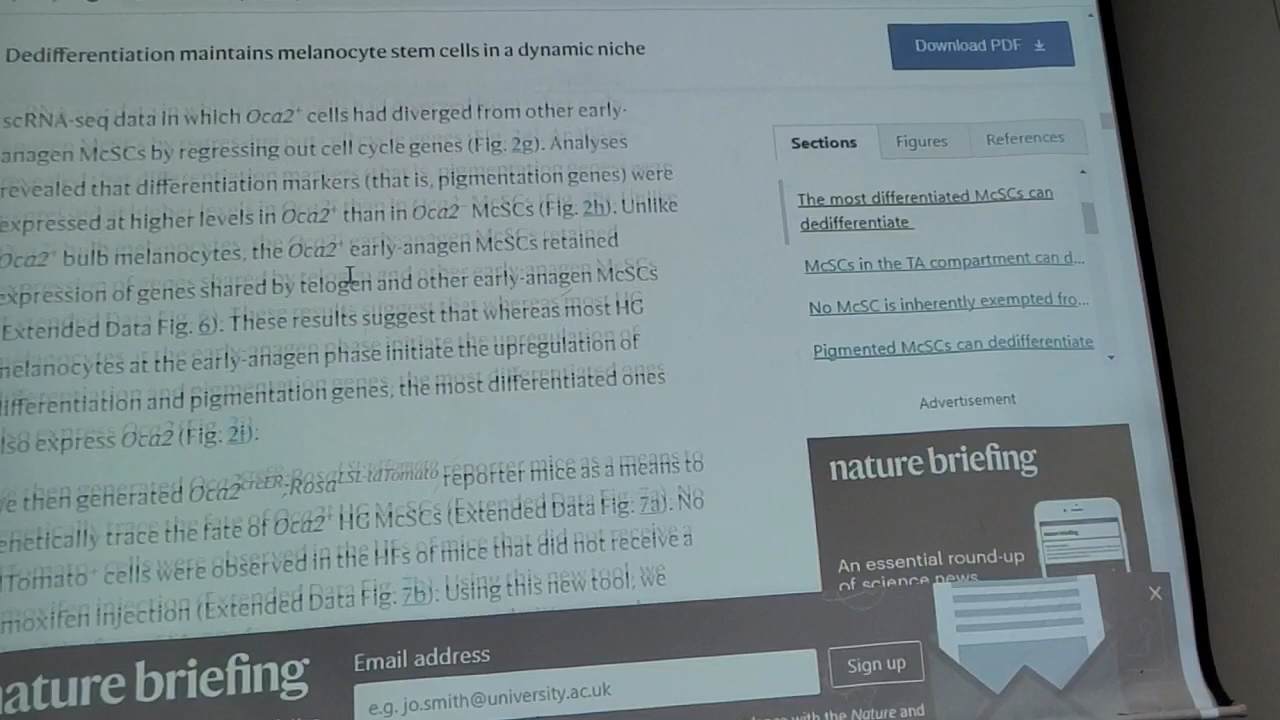 Dedifferentiation maintains melanocyte stem cells in a dynamic niche
Download PDF
scRNA-seq data in which Oca2⁺ cells had diverged from other early-
anagen McSCs by regressing out cell cycle genes (Fig. 2g). Analyses
revealed that differentiation markers (that is, pigmentation genes) were
expressed at higher levels in Oca2⁺ than in Oca2⁻ McSCs (Fig. 2h). Unlike
Oca2⁺ bulb melanocytes, the Oca2⁺ early-anagen McSCs retained
expression of genes shared by telogen and other early-anagen McSCs
Extended Data Fig. 6). These results suggest that whereas most HG
melanocytes at the early-anagen phase initiate the upregulation of
ifferentiation and pigmentation genes, the most differentiated ones
lso express Oca2 (Fig. 2i).
e then generated Oca2creER;RosaLSL-tdTomato reporter mice as a means to
enetically trace the fate of Oca2⁺ HG McSCs (Extended Data Fig. 7a). No
Tomato⁺ cells were observed in the HFs of mice that did not receive a
moxifen injection (Extended Data Fig. 7b). Using this new tool, we
Sections
Figures
References
The most differentiated McSCs can
dedifferentiate
McSCs in the TA compartment can d...
No McSC is inherently exempted fro...
Pigmented McSCs can dedifferentiate
Advertisement
nature briefing
An essential round-up
of science news
nature briefing
Email address
e.g. jo.smith@university.ac.uk
Sign up
with the Nature and